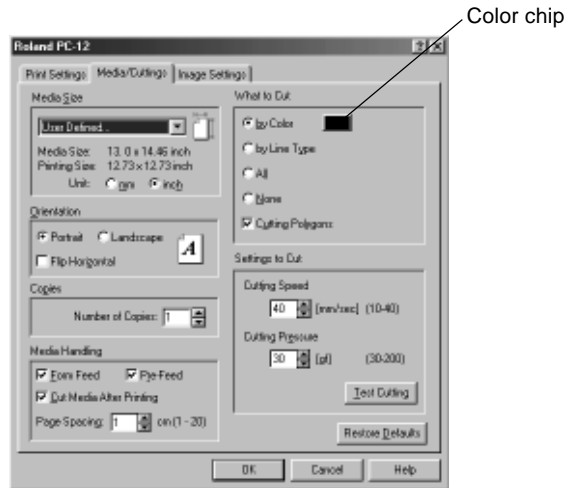 Color chip
Roland PC-12
Print Settings
Media/Cuttings
Image Settings
Media Size
User Defined...
Media Size: 13. 0 x 14.46 inch
Printing Size: 12.73 x 12.73 inch
Unit: mm inch
Orientation
Portrait Landscape
Flip Horizontal
A
Copies
Number of Copies: 1
Media Handling
Form Feed Pre-Feed
Cut Media After Printing
Page Spacing: 1 cm (1 - 20)
What to Cut
by Color
by Line Type
All
None
Cutting Polygons
Settings to Cut
Cutting Speed
40 [mm/sec] (10-40)
Cutting Pressure
30 [gf] (30-200)
Test Cutting
Restore Defaults
OK Cancel Help